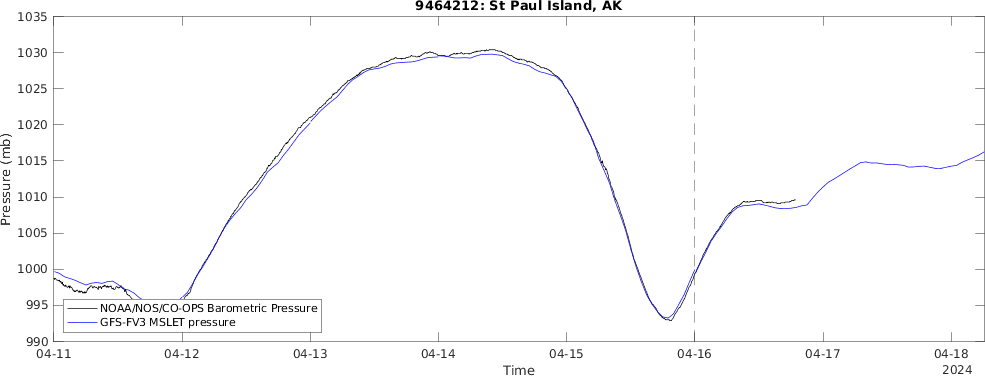 9464212: St Paul Island, AK
Pressure (mb)
1035
1030
1025
1020
1015
1010
1005
1000
995
990
NOAA/NOS/CO-OPS Barometric Pressure
GFS-FV3 MSLET pressure
04-11 04-12 04-13 04-14 04-15 04-16 04-17 04-18
Time
2024